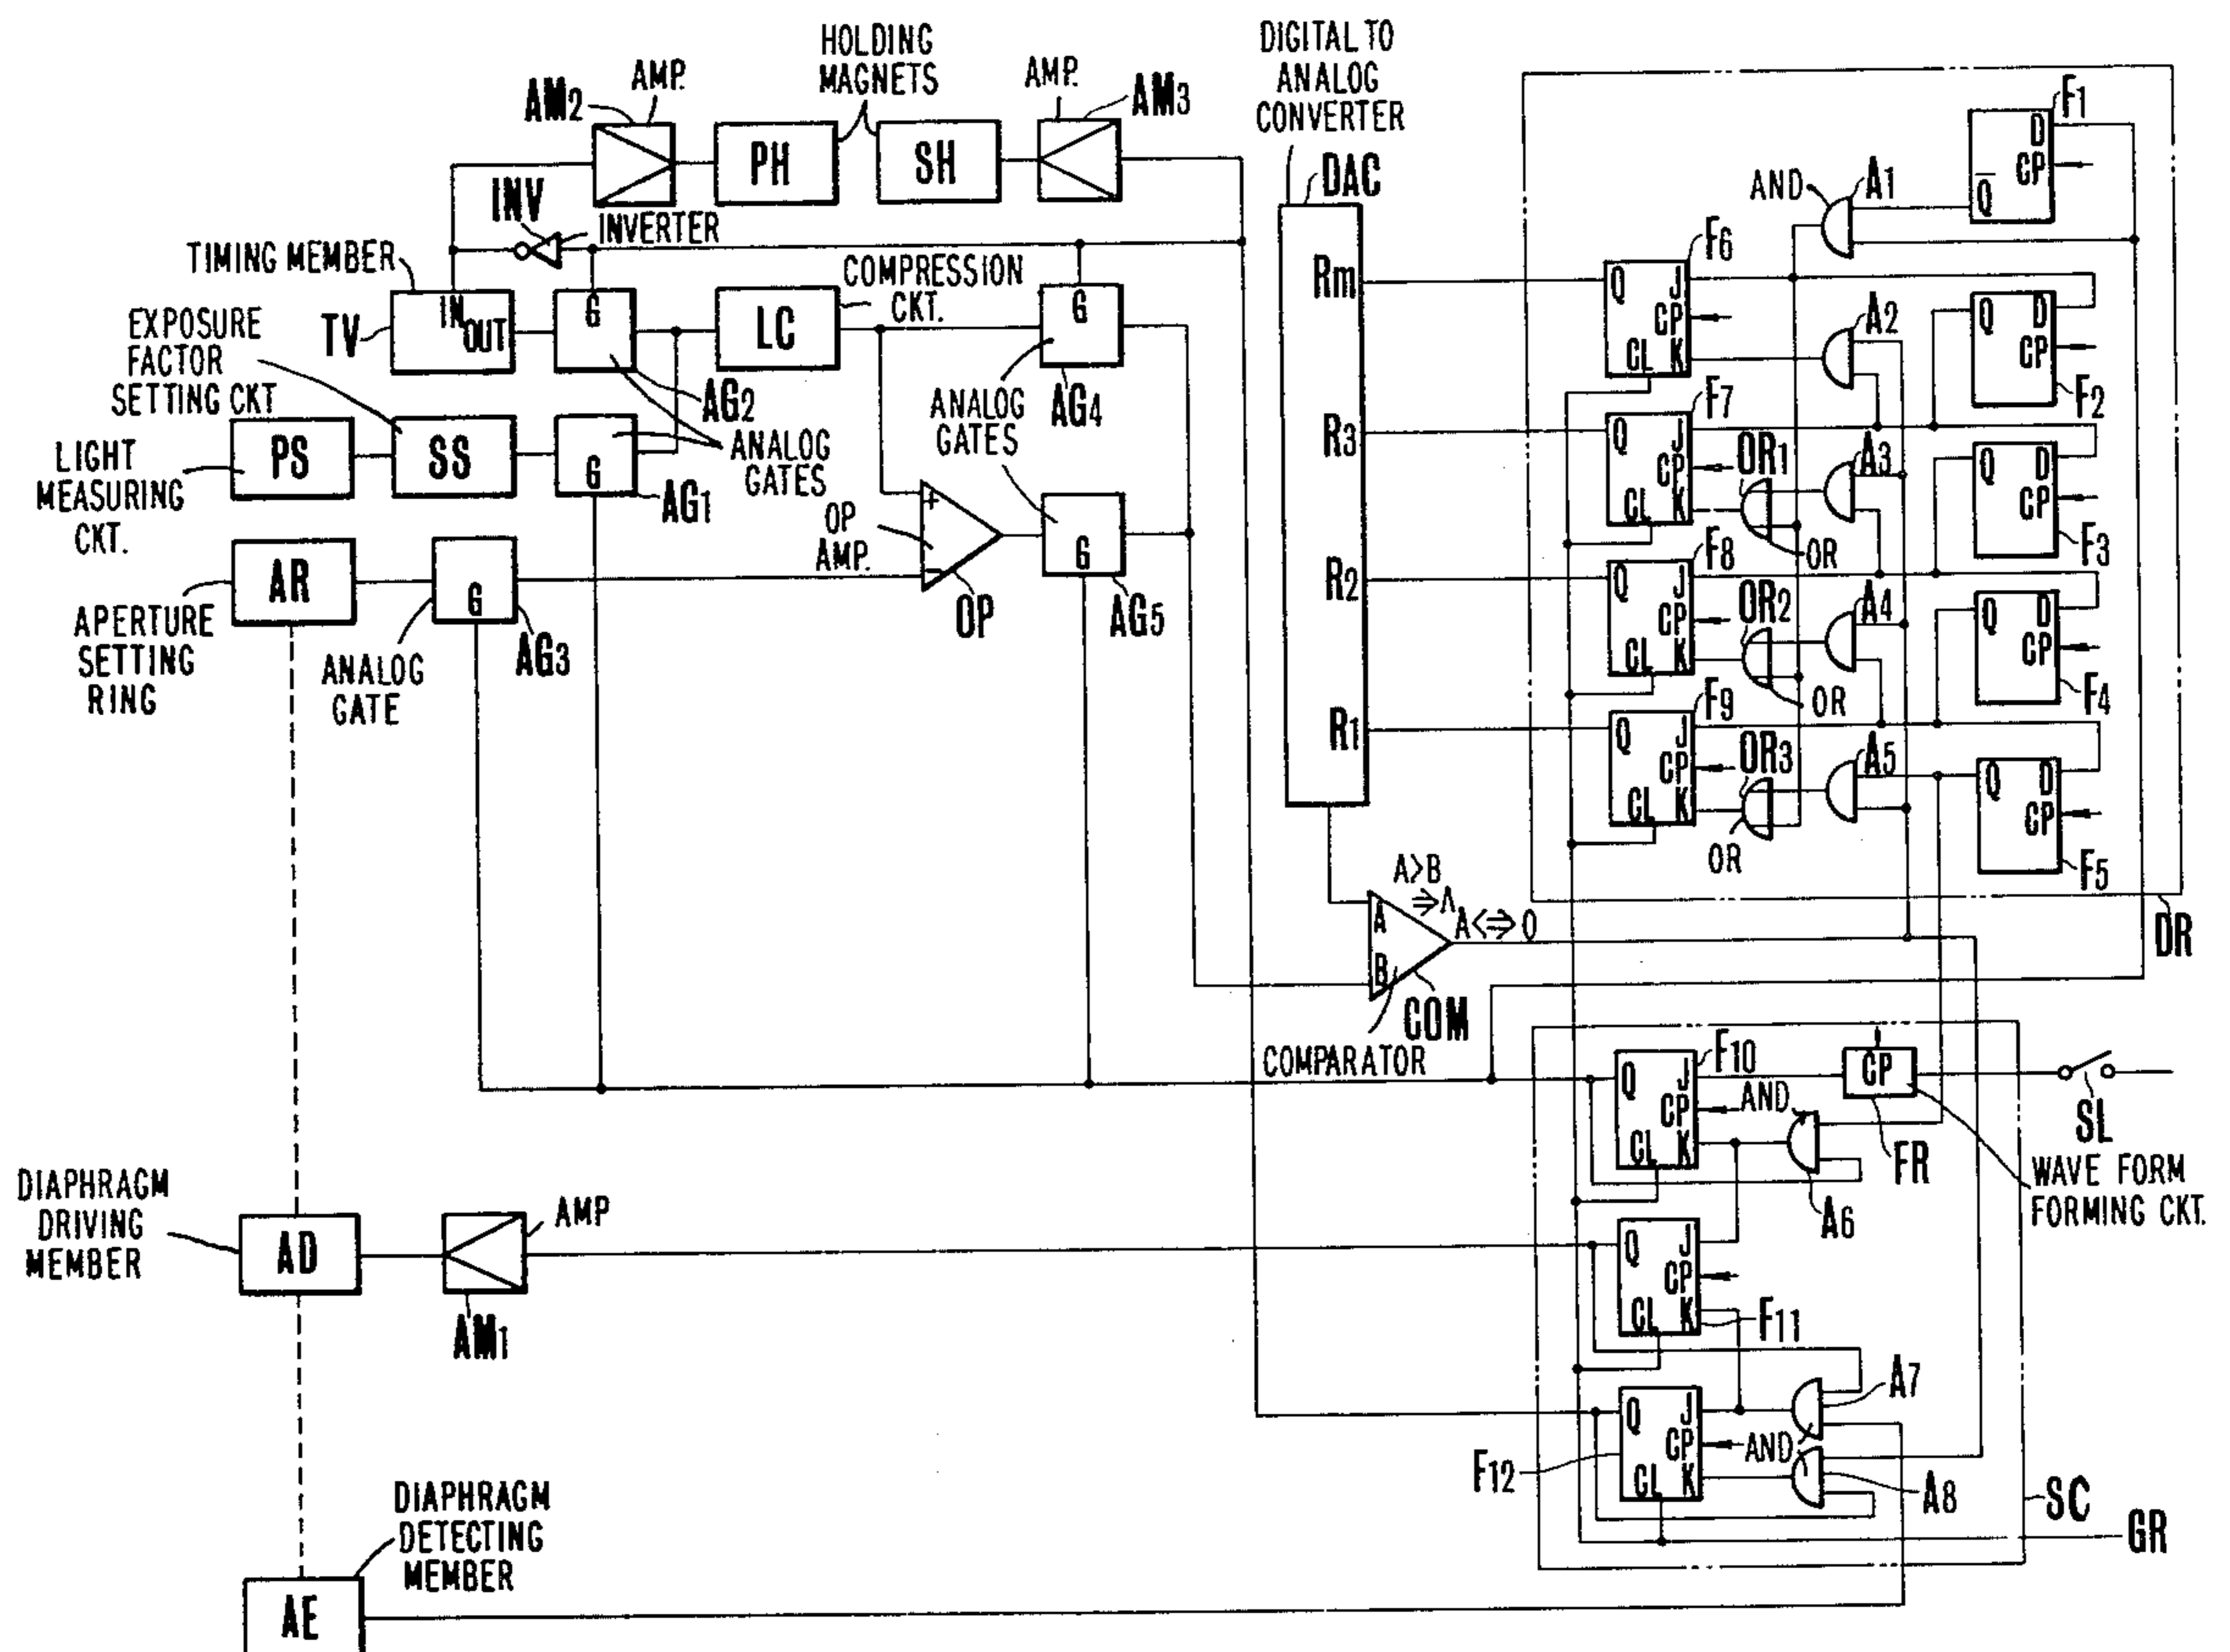 HOLDING
MAGNETS
DIGITAL TO
ANALOG
CONVERTER
AM2
AMP.
AMP.
AM3
PH
SH
DAC
INV
INVERTER
TIMING MEMBER
IN
OUT
TV
G
AG2
LC
COMPRESSION
CKT.
G
AG4
EXPOSURE
FACTOR
SETTING CKT
ANALOG
GATES
ANALOG
GATES
LIGHT
MEASURING
CKT.
PS
SS
G
AG1
OP
AMP.
+
−
OP
G
AG5
APERTURE
SETTING
RING
AR
G
AG3
ANALOG
GATE
Rm
R3
R2
R1
F1
D
CP
Q̅
AND
A1
F6
Q
J
CP
CL
K
A2
Q
D
CP
F2
F7
Q
J
CP
CL
K
OR1
OR
A3
Q
D
CP
F3
F8
Q
J
CP
CL
K
OR2
OR
A4
Q
D
CP
F4
F9
Q
J
CP
CL
K
OR3
OR
A5
Q
D
CP
F5
DR
A>B
⇒1
A<⇒0
A
B
COM
COMPARATOR
F10
Q
J
CP
CL
K
AND
A6
CP
FR
SL
WAVE FORM
FORMING CKT.
DIAPHRAGM
DRIVING
MEMBER
AD
AMP
AM1
Q
J
CP
CL
K
F11
A7
Q
J
CP
CL
K
F12
AND
A8
SC
GR
DIAPHRAGM
DETECTING
MEMBER
AE